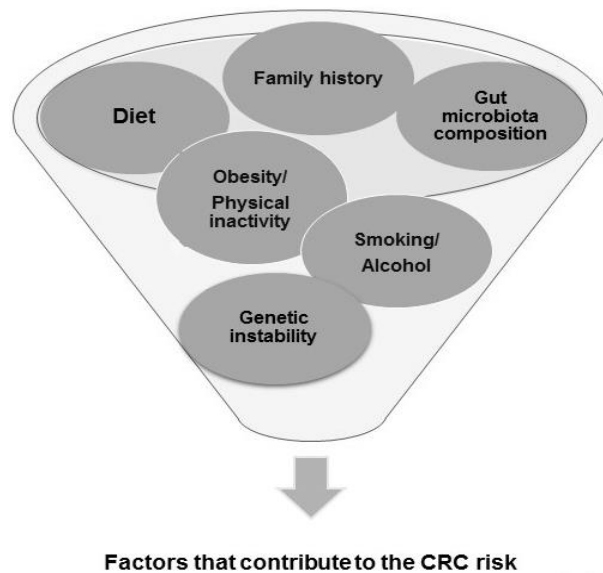 Family history
Diet
Gut
microbiota
composition
Obesity/
Physical
inactivity
Smoking/
Alcohol
Genetic
instability
Factors that contribute to the CRC risk